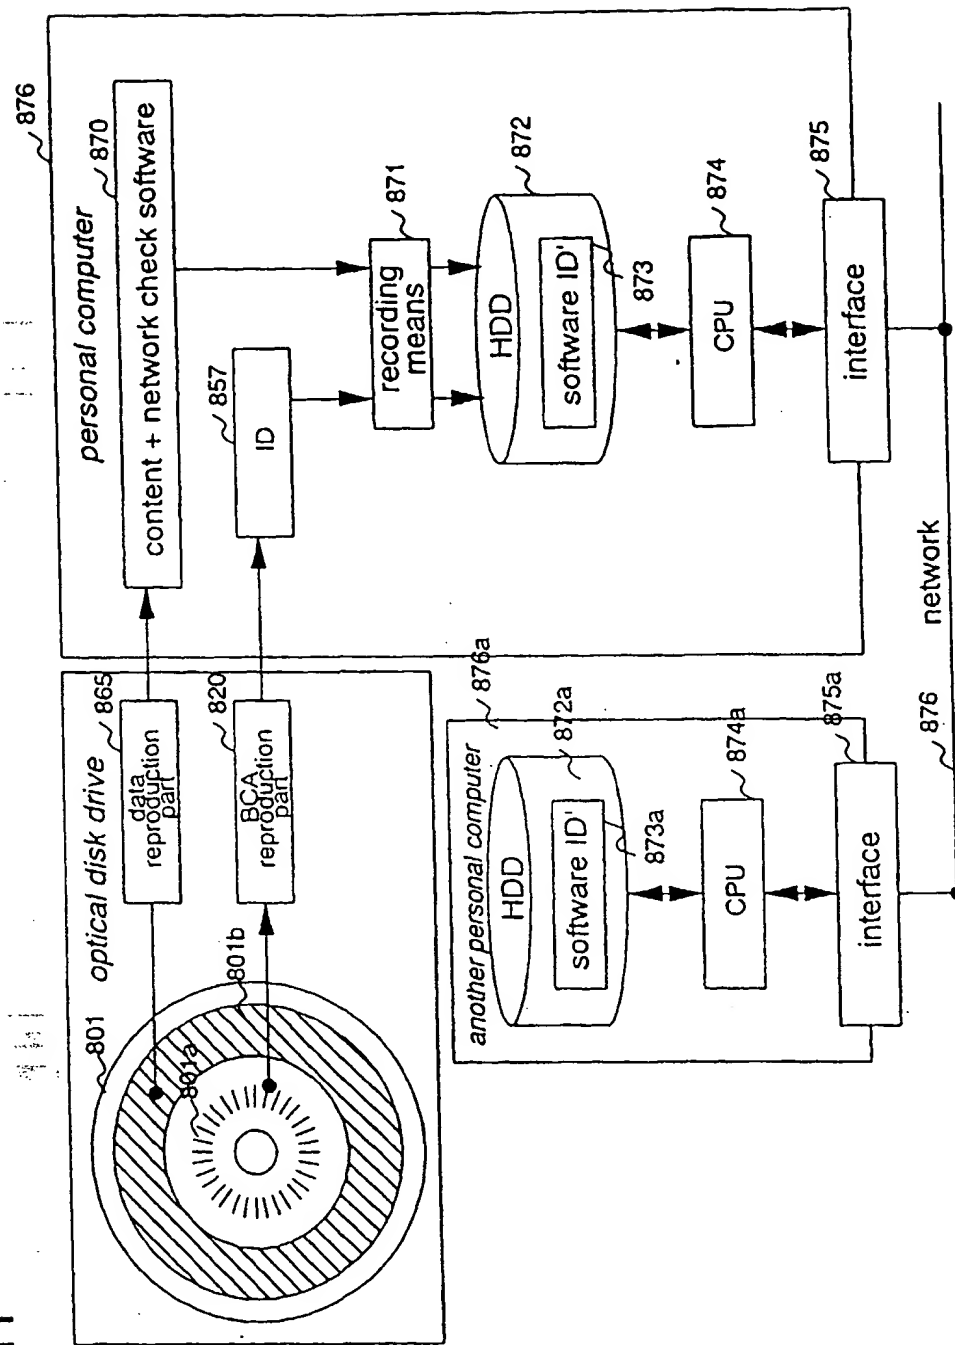 876
personal computer
870
content + network check software
857
ID
871
recording
means
872
HDD
software ID'
873
874
CPU
875
interface
network
optical disk drive
865
data
reproduction
part
820
BCA
reproduction
part
801
801a
801b
another personal computer
876a
HDD
872a
software ID'
873a
874a
CPU
875a
interface
876